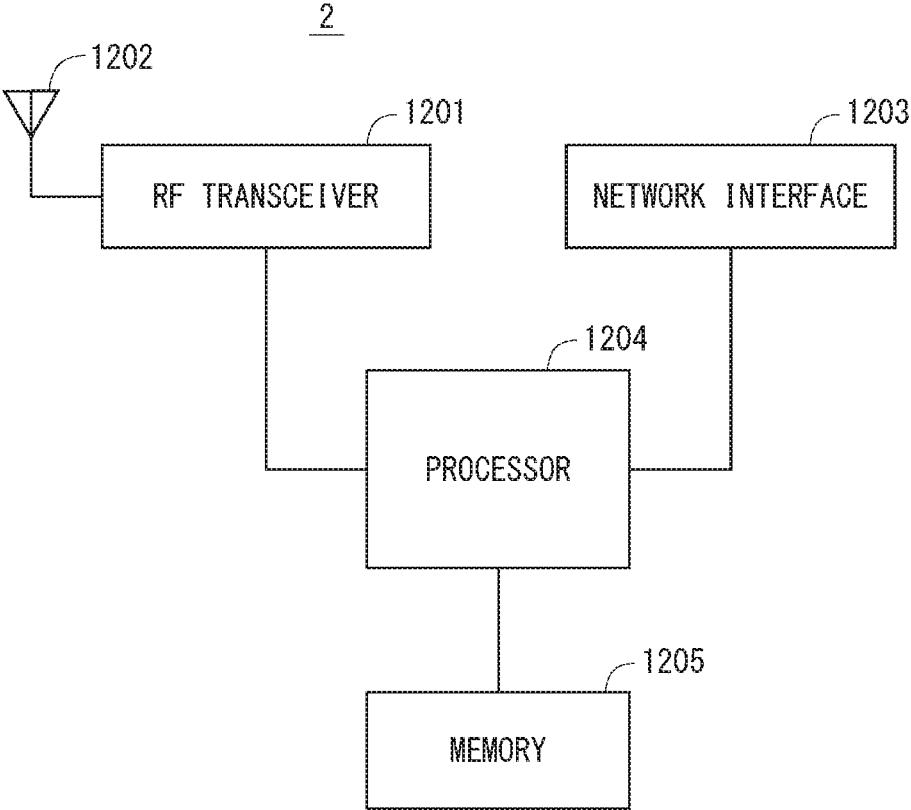 2
1202
1201
1203
RF TRANSCEIVER
NETWORK INTERFACE
1204
PROCESSOR
1205
MEMORY